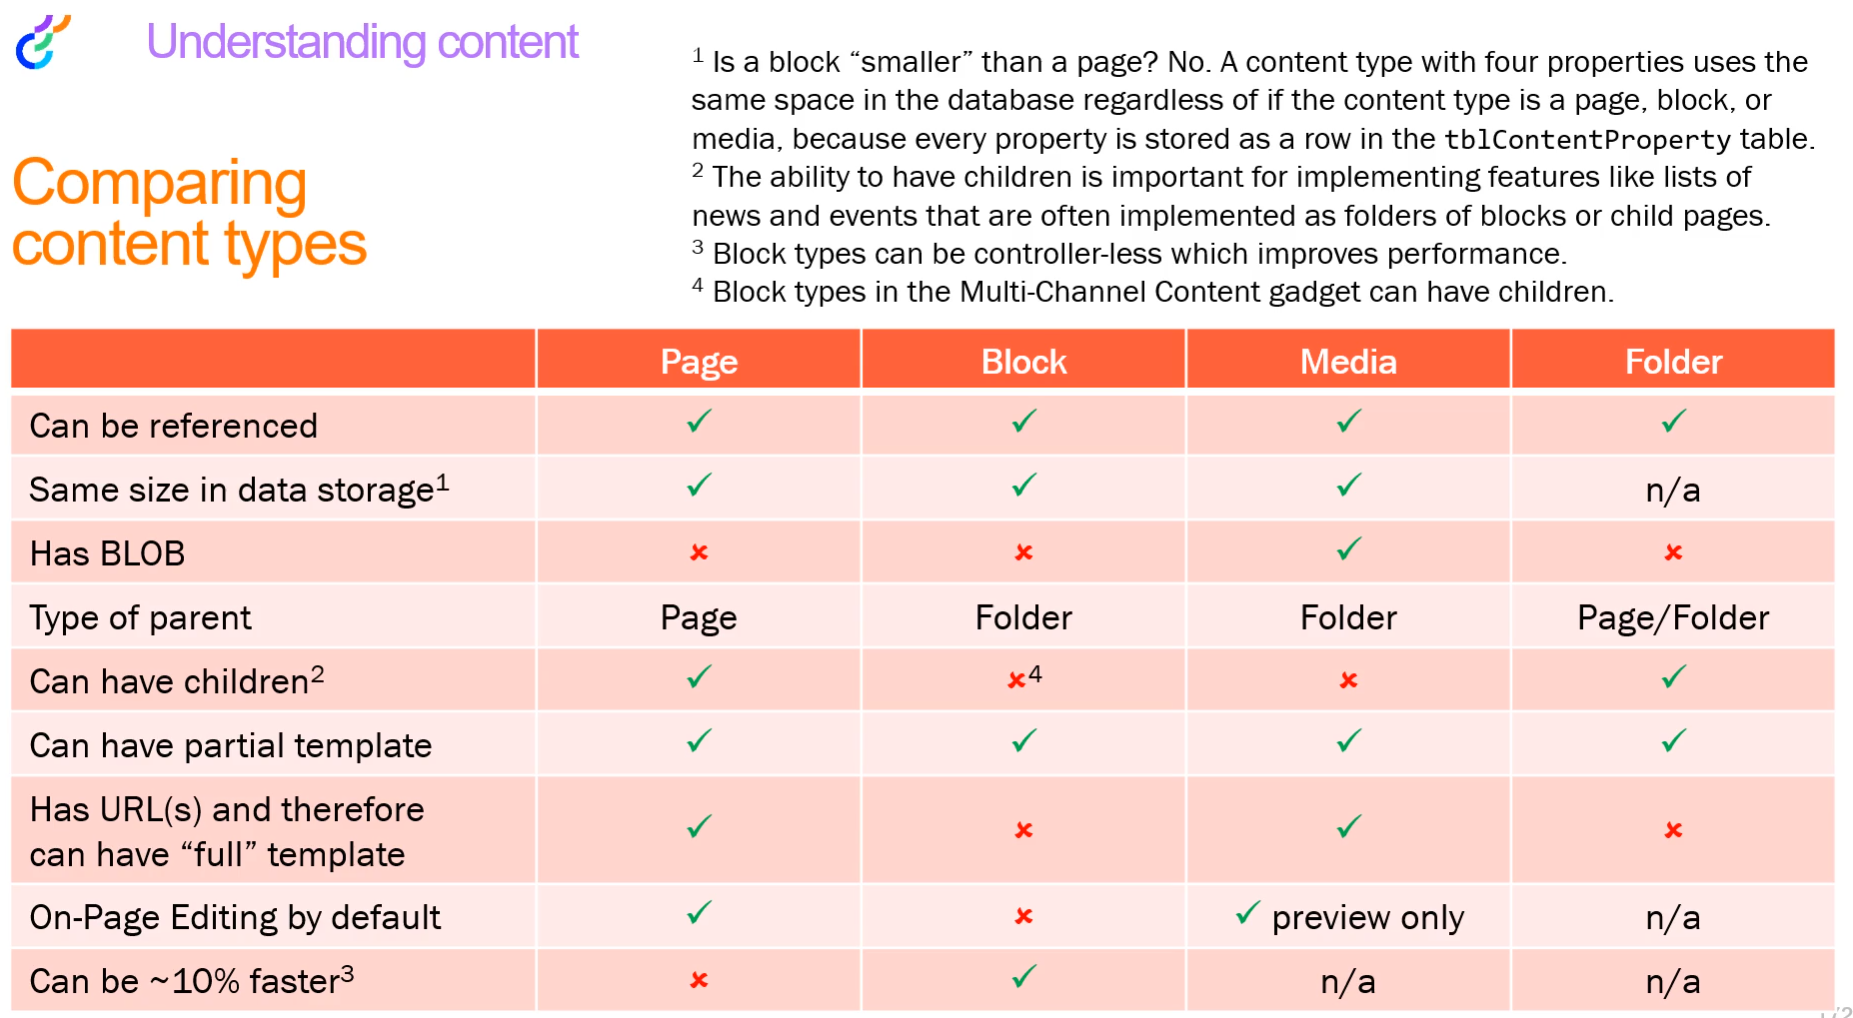 Understanding content
Comparing
content types
¹ Is a block “smaller” than a page? No. A content type with four properties uses the
same space in the database regardless of if the content type is a page, block, or
media, because every property is stored as a row in the tblContentProperty table.
² The ability to have children is important for implementing features like lists of
news and events that are often implemented as folders of blocks or child pages.
³ Block types can be controller-less which improves performance.
⁴ Block types in the Multi-Channel Content gadget can have children.
Page Block Media Folder
Can be referenced ✓ ✓ ✓ ✓
Same size in data storage¹ ✓ ✓ ✓ n/a
Has BLOB ✘ ✘ ✓ ✘
Type of parent Page Folder Folder Page/Folder
Can have children² ✓ ✘⁴ ✘ ✓
Can have partial template ✓ ✓ ✓ ✓
Has URL(s) and therefore
can have “full” template ✓ ✘ ✓ ✘
On-Page Editing by default ✓ ✘ ✓ preview only n/a
Can be ~10% faster³ ✘ ✓ n/a n/a